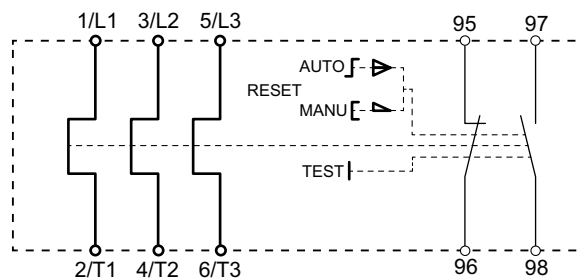 1/L1 3/L2 5/L3 95 97
AUTO
RESET
MANU
TEST
2/T1 4/T2 6/T3 96 98